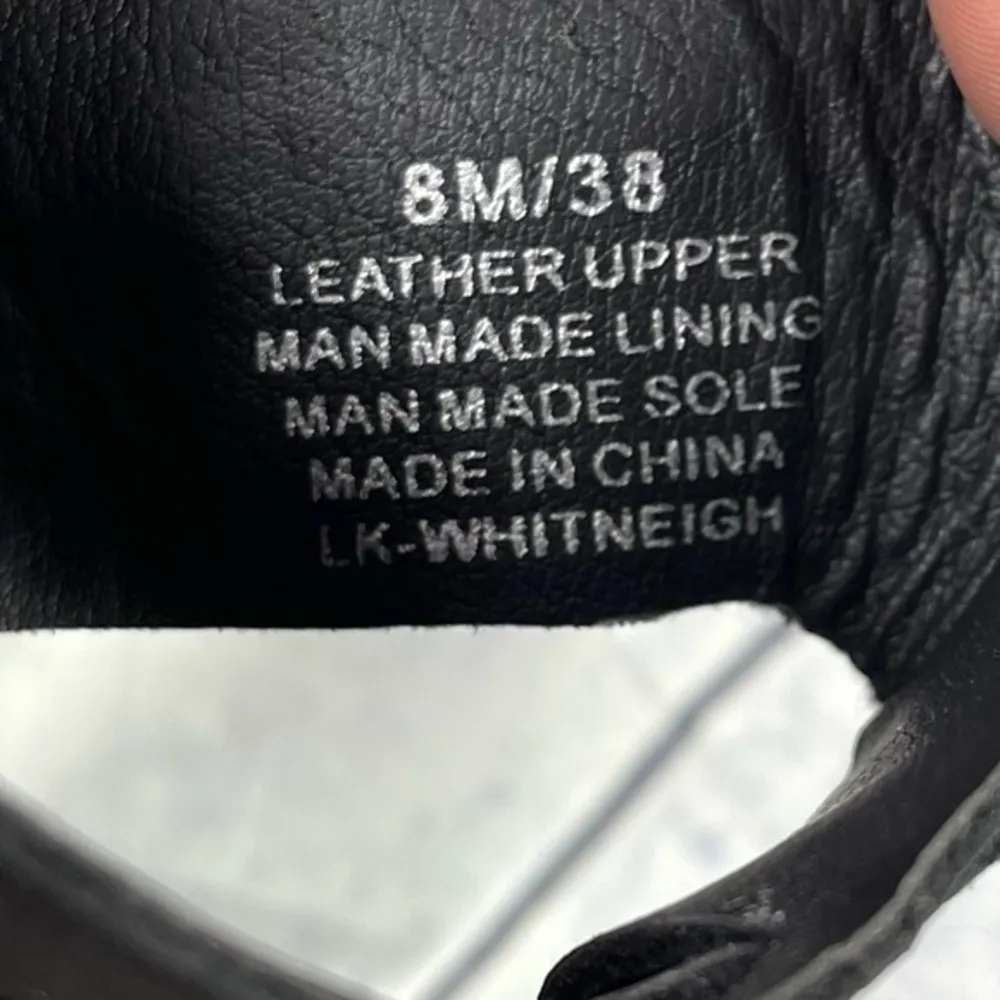 8M/38
LEATHER UPPER
MAN MADE LINING
MAN MADE SOLE
MADE IN CHINA
LK-WHITNEIGH